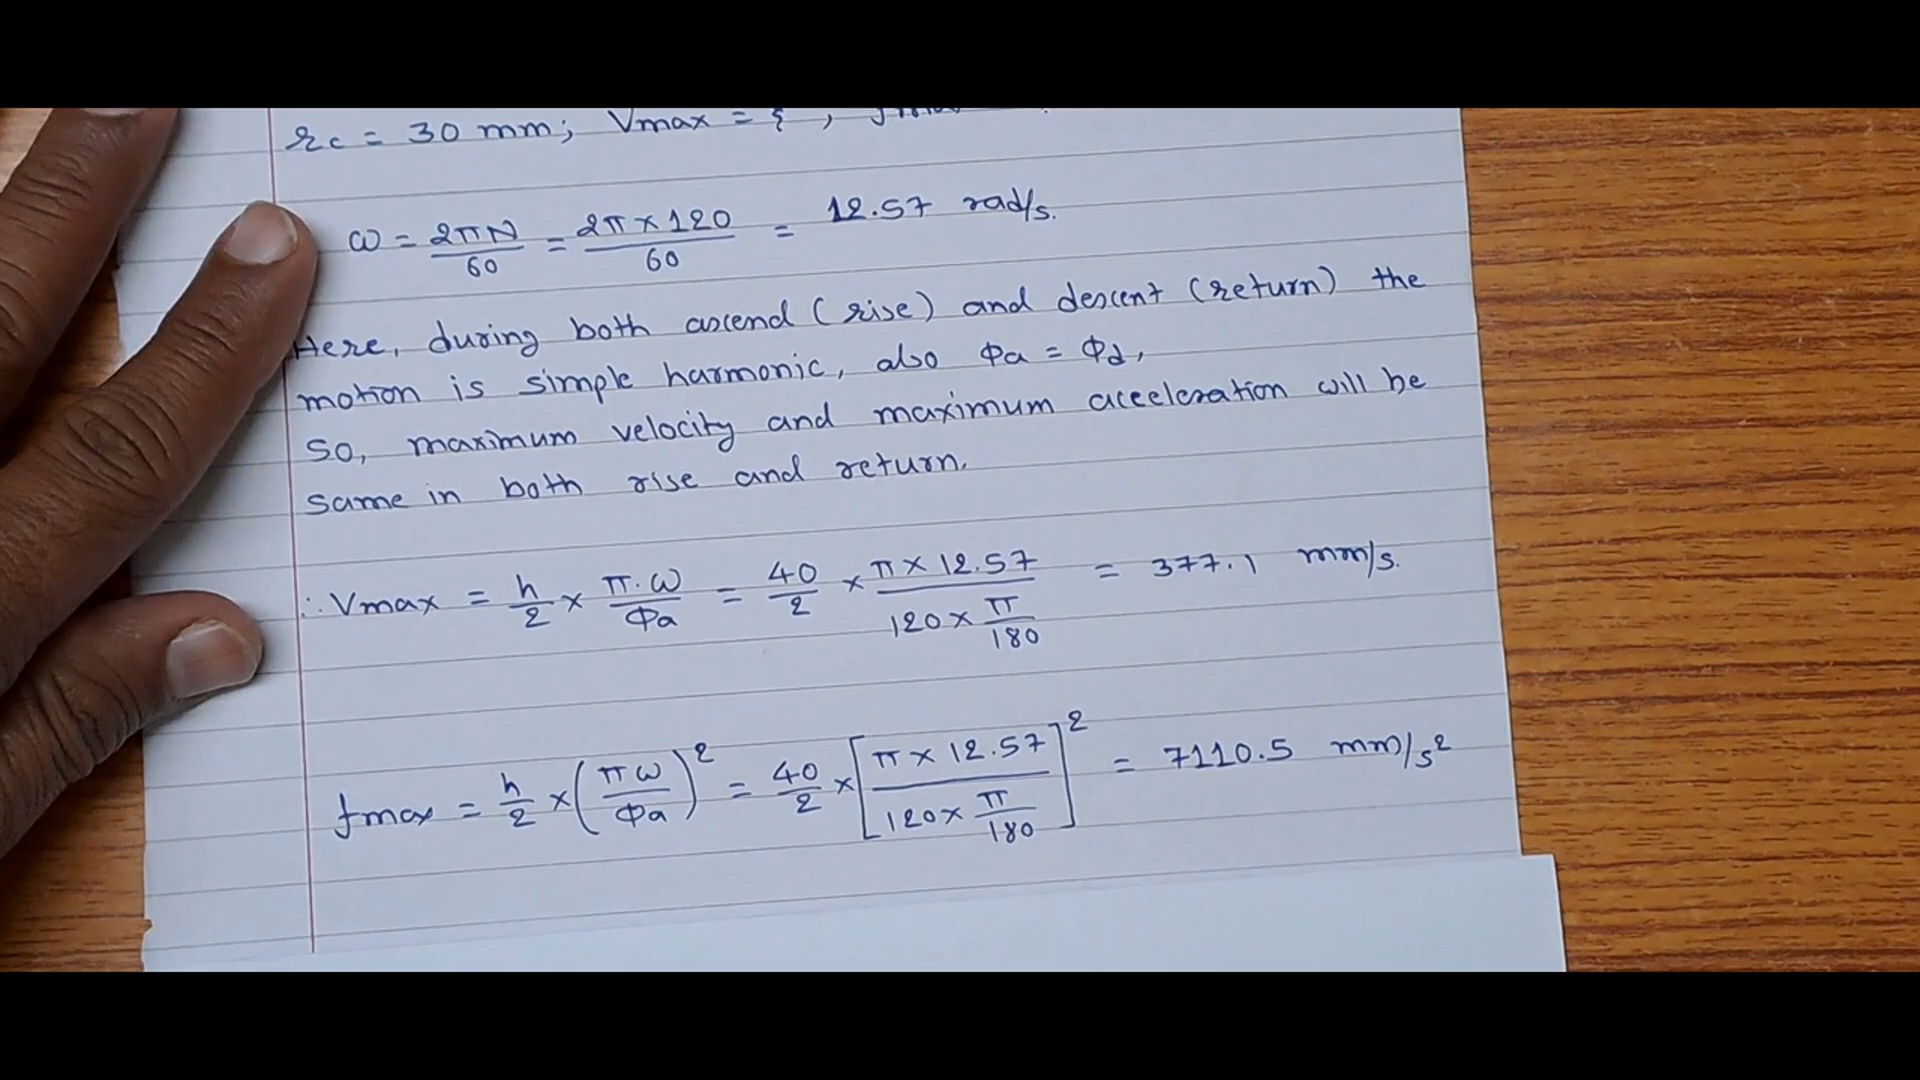 rc = 30 mm; Vmax = ? ,
ω = 2πN/60 = 2π×120/60 = 12.57 rad/s.
Here, during both ascend (rise) and descent (return) the
motion is simple harmonic, also Φa = Φd,
So, maximum velocity and maximum acceleration will be
same in both rise and return.
∴ Vmax = h/2 × π.ω/Φa = 40/2 × π×12.57/(120×π/180) = 377.1 mm/s.
fmax = h/2 × (πω/Φa)² = 40/2 × [π×12.57/(120×π/180)]² = 7110.5 mm/s²